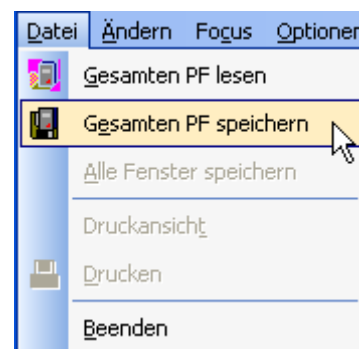 Datei Ändern Focus Optionen
Gesamten PF lesen
Gesamten PF speichern
Alle Fenster speichern
Druckansicht
Drucken
Beenden